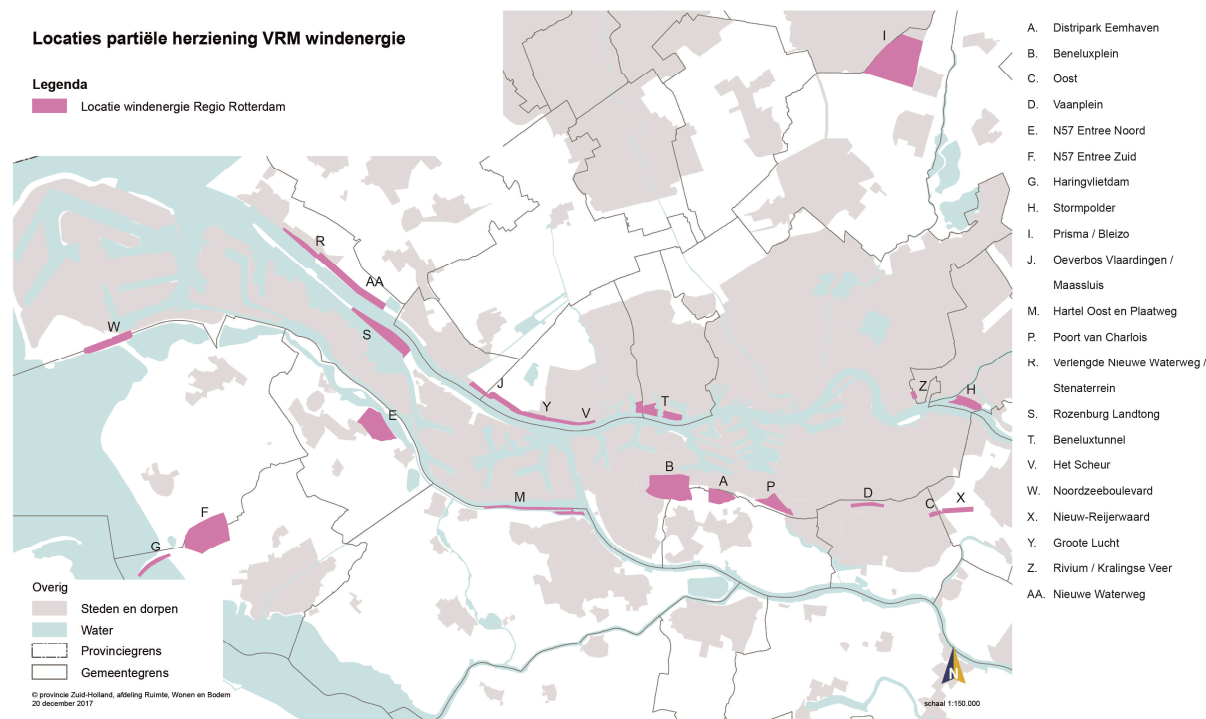 Locaties partiële herziening VRM windenergie
Legenda
Locatie windenergie Regio Rotterdam
I
R
AA
W
S
J
Y
V
T
Z
H
E
B
A
P
D
C
X
M
F
G
Overig
Steden en dorpen
Water
Provinciegrens
Gemeentegrens
© provincie Zuid-Holland, afdeling Ruimte, Wonen en Bodem
20 december 2017
N
schaal 1:150.000
A. Distripark Eemhaven
B. Beneluxplein
C. Oost
D. Vaanplein
E. N57 Entree Noord
F. N57 Entree Zuid
G. Haringvlietdam
H. Stormpolder
I. Prisma / Bleizo
J. Oeverbos Vlaardingen /
Maassluis
M. Hartel Oost en Plaatweg
P. Poort van Charlois
R. Verlengde Nieuwe Waterweg /
Stenaterrein
S. Rozenburg Landtong
T. Beneluxtunnel
V. Het Scheur
W. Noordzeeboulevard
X. Nieuw-Reijerwaard
Y. Groote Lucht
Z. Rivium / Kralingse Veer
AA. Nieuwe Waterweg